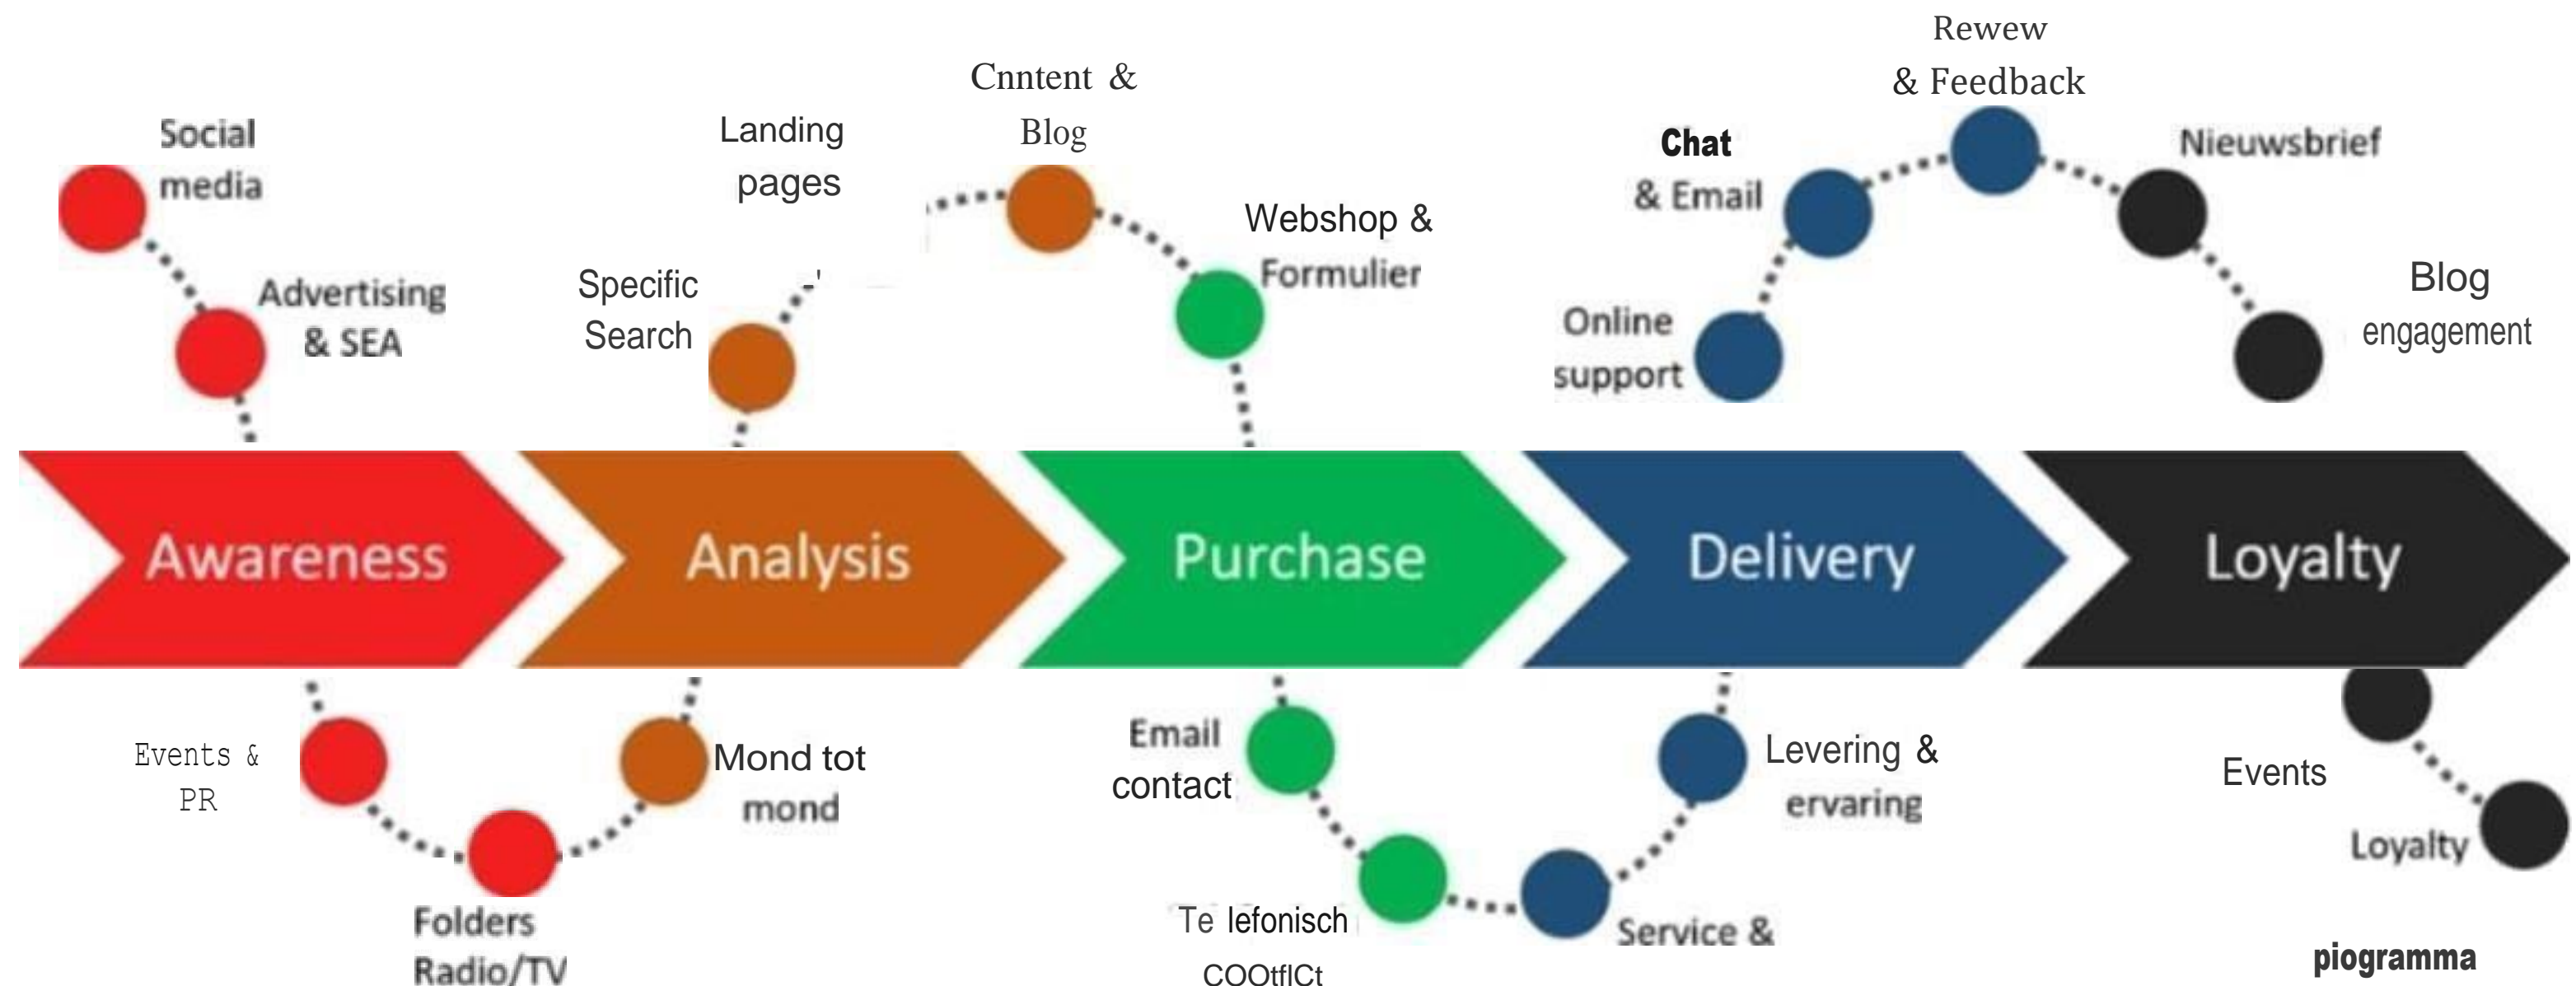 Social
media
Advertising
& SEA
Specific
Search
Landing
pages
Cnntent &
Blog
Webshop &
Formulier
Online
support
Chat
& Email
Rewew
& Feedback
Nieuwsbrief
Blog
engagement
Awareness
Analysis
Purchase
Delivery
Loyalty
Events &
PR
Folders
Radio/TV
Mond tot
mond
Email
contact
Te lefonisch
COOtflCt
Service &
Levering &
ervaring
Events
Loyalty
piogramma